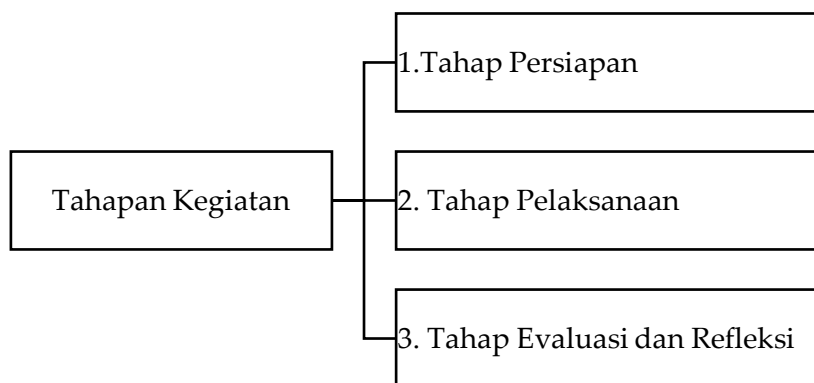 1.Tahap Persiapan
Tahapan Kegiatan
2. Tahap Pelaksanaan
3. Tahap Evaluasi dan Refleksi